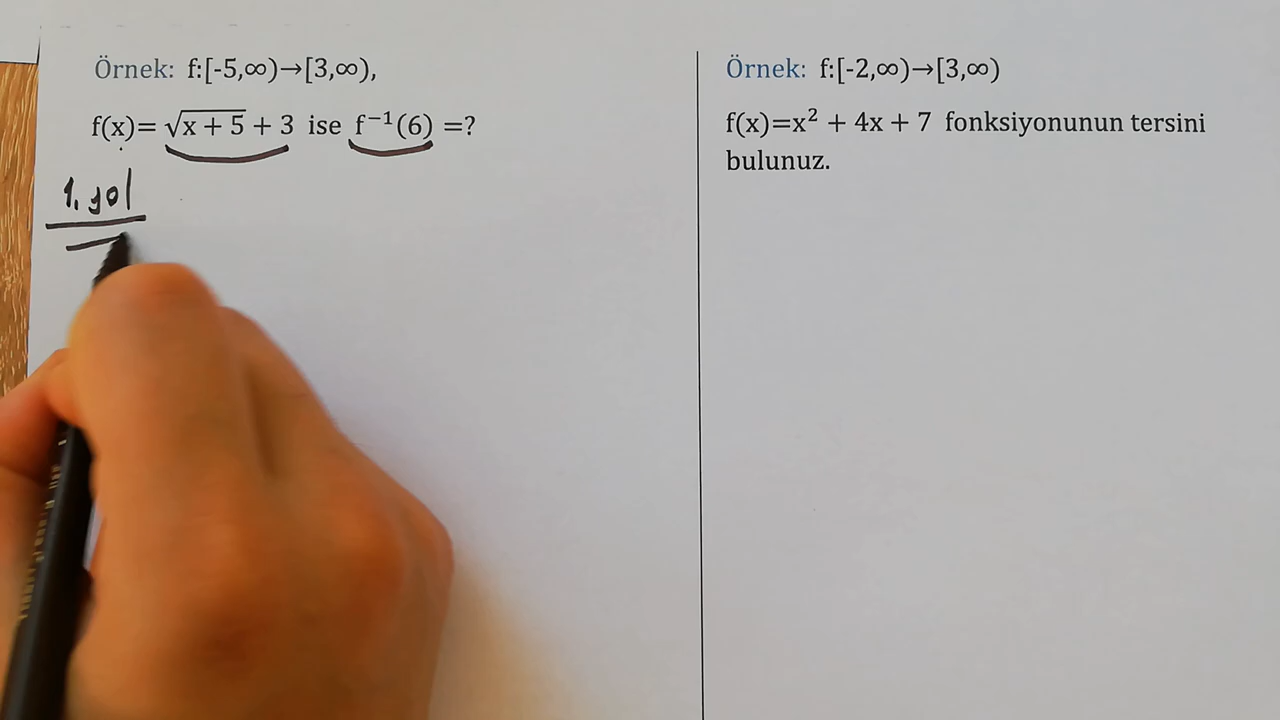 Örnek: f:[-5,∞)→[3,∞),
f(x)= √x + 5 + 3 ise f⁻¹(6) =?
1. yol
Örnek: f:[-2,∞)→[3,∞)
f(x)=x² + 4x + 7 fonksiyonunun tersini
bulunuz.